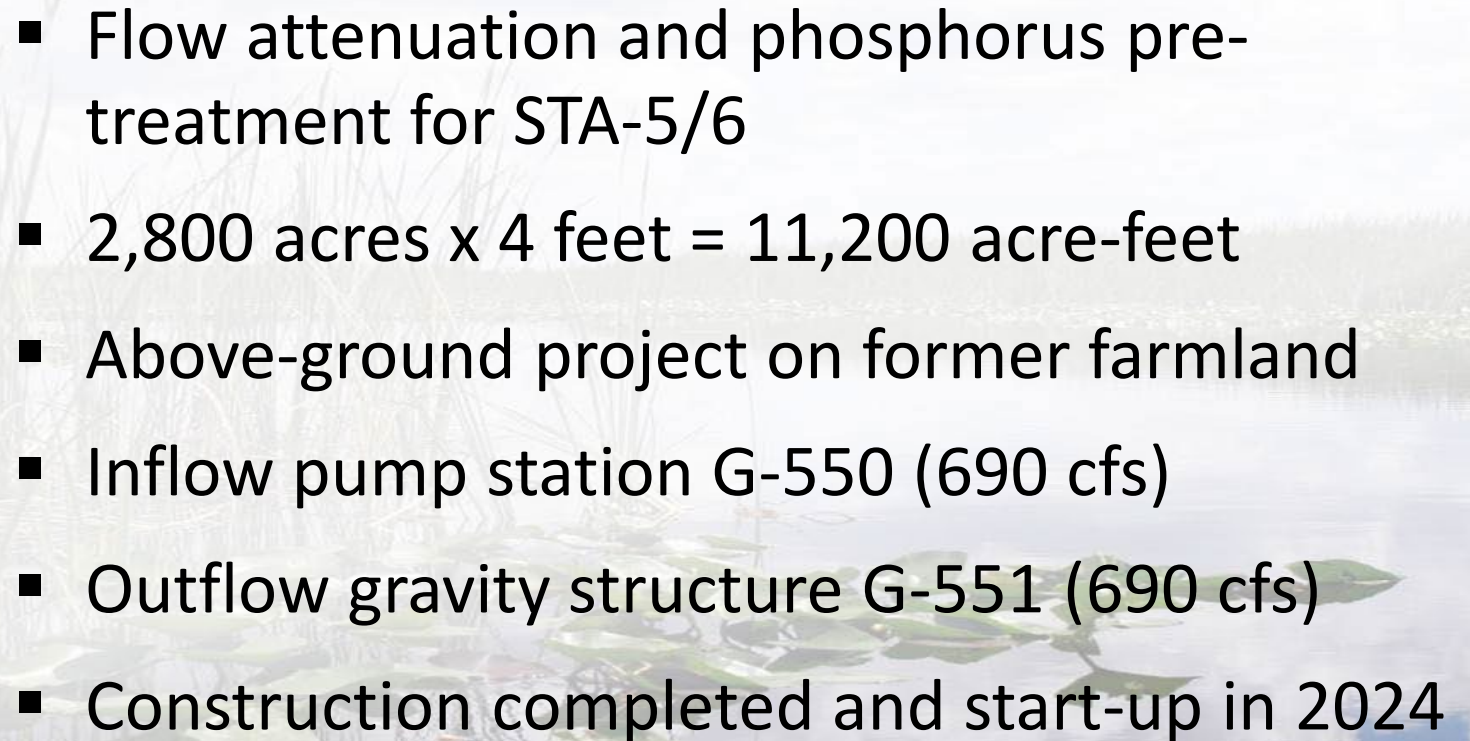 ▪ Flow attenuation and phosphorus pre-
treatment for STA-5/6
▪ 2,800 acres x 4 feet = 11,200 acre-feet
▪ Above-ground project on former farmland
▪ Inflow pump station G-550 (690 cfs)
▪ Outflow gravity structure G-551 (690 cfs)
▪ Construction completed and start-up in 2024